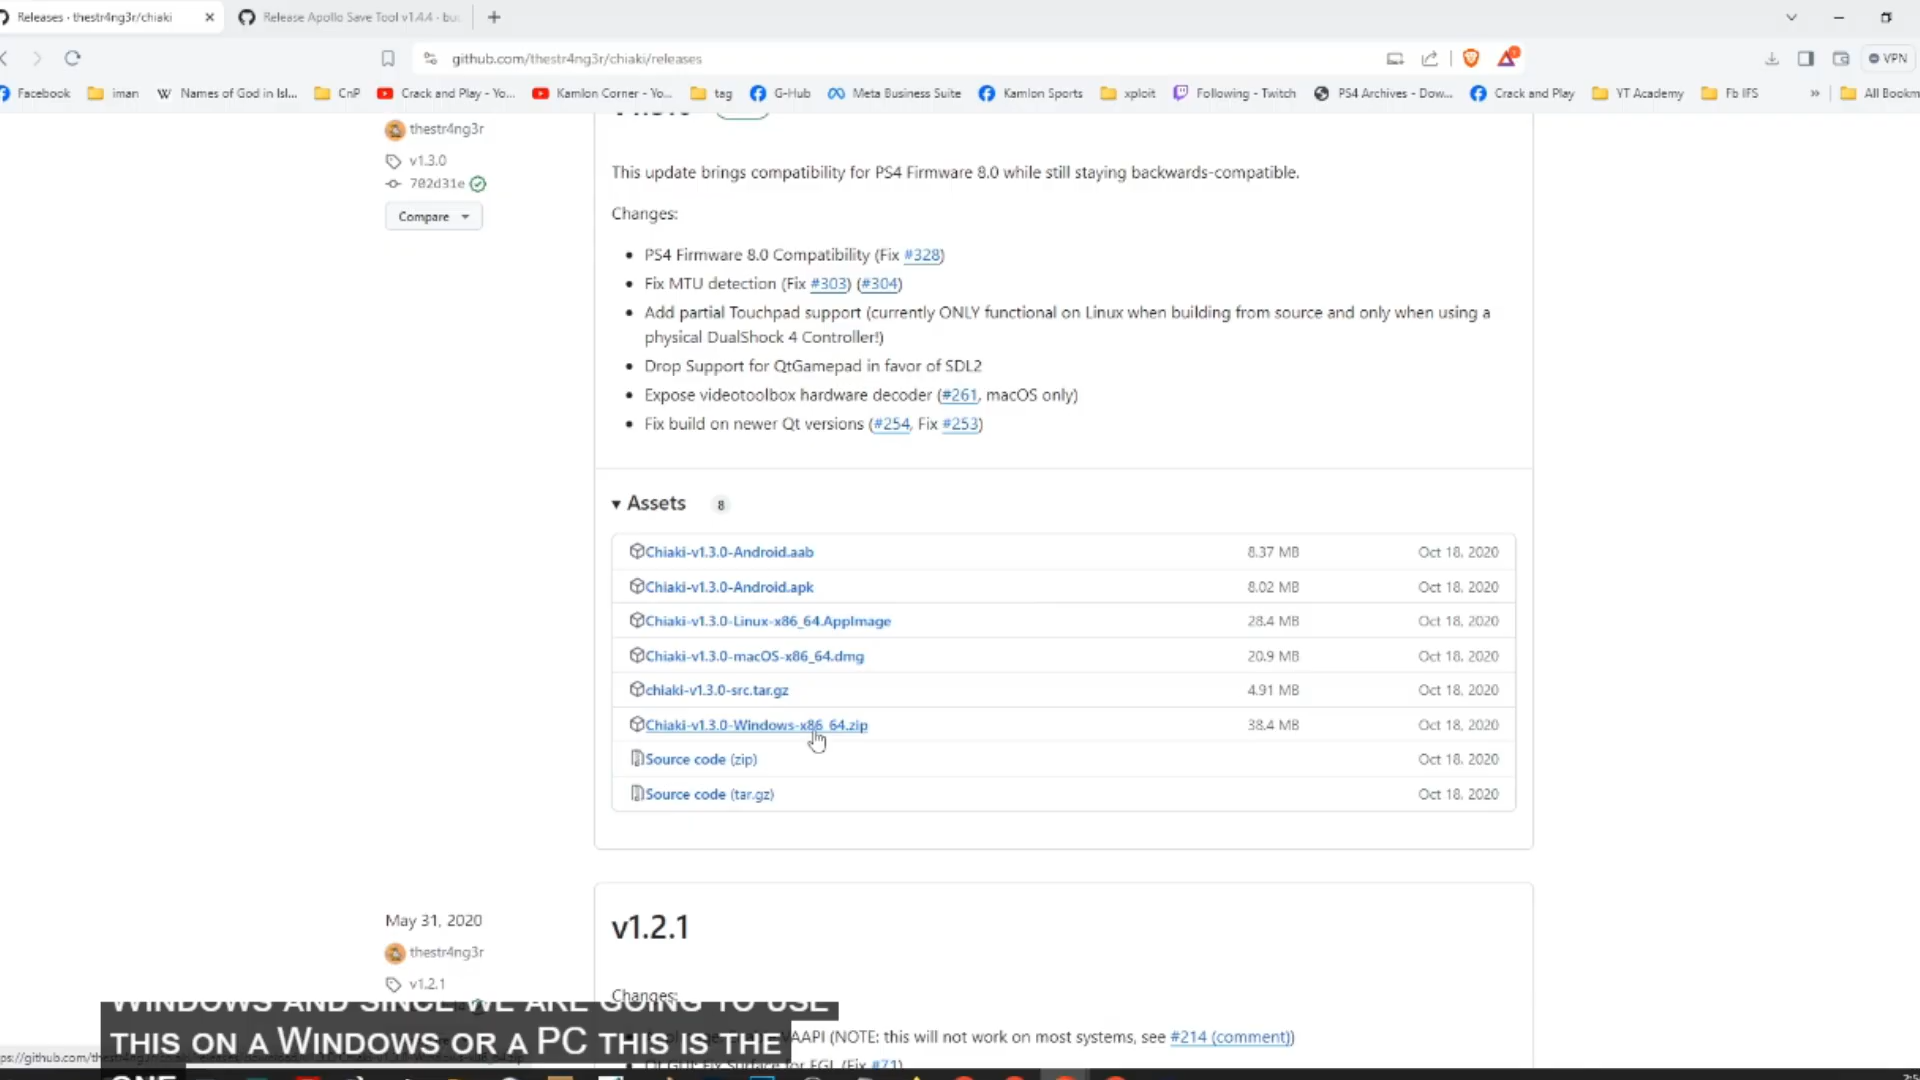 Releases · thestr4ng3r/chiaki
Release Apollo Save Tool v1.4.4 · buc
github.com/thestr4ng3r/chiaki/releases
VPN
Facebook
iman
Names of God in Isl...
CnP
Crack and Play - Yo...
Kamlon Corner - Yo...
tag
G-Hub
Meta Business Suite
Kamlon Sports
xploit
Following - Twitch
PS4 Archives - Dow...
Crack and Play
YT Academy
Fb IFS
»
All Bookm
thestr4ng3r
v1.3.0
702d31e
Compare
This update brings compatibility for PS4 Firmware 8.0 while still staying backwards-compatible.
Changes:
• PS4 Firmware 8.0 Compatibility (Fix #328)
• Fix MTU detection (Fix #303) (#304)
• Add partial Touchpad support (currently ONLY functional on Linux when building from source and only when using a
physical DualShock 4 Controller!)
• Drop Support for QtGamepad in favor of SDL2
• Expose videotoolbox hardware decoder (#261, macOS only)
• Fix build on newer Qt versions (#254, Fix #253)
Assets 8
Chiaki-v1.3.0-Android.aab 8.37 MB Oct 18, 2020
Chiaki-v1.3.0-Android.apk 8.02 MB Oct 18, 2020
Chiaki-v1.3.0-Linux-x86_64.AppImage 28.4 MB Oct 18, 2020
Chiaki-v1.3.0-macOS-x86_64.dmg 20.9 MB Oct 18, 2020
chiaki-v1.3.0-src.tar.gz 4.91 MB Oct 18, 2020
Chiaki-v1.3.0-Windows-x86_64.zip 38.4 MB Oct 18, 2020
Source code (zip) Oct 18, 2020
Source code (tar.gz) Oct 18, 2020
May 31, 2020
thestr4ng3r
v1.2.1
v1.2.1
Changes:
VAAPI (NOTE: this will not work on most systems, see #214 (comment))
Fix Surface for EGL (Fix #71)
WINDOWS AND SINCE WE ARE GOING TO USE
THIS ON A WINDOWS OR A PC THIS IS THE
ONE